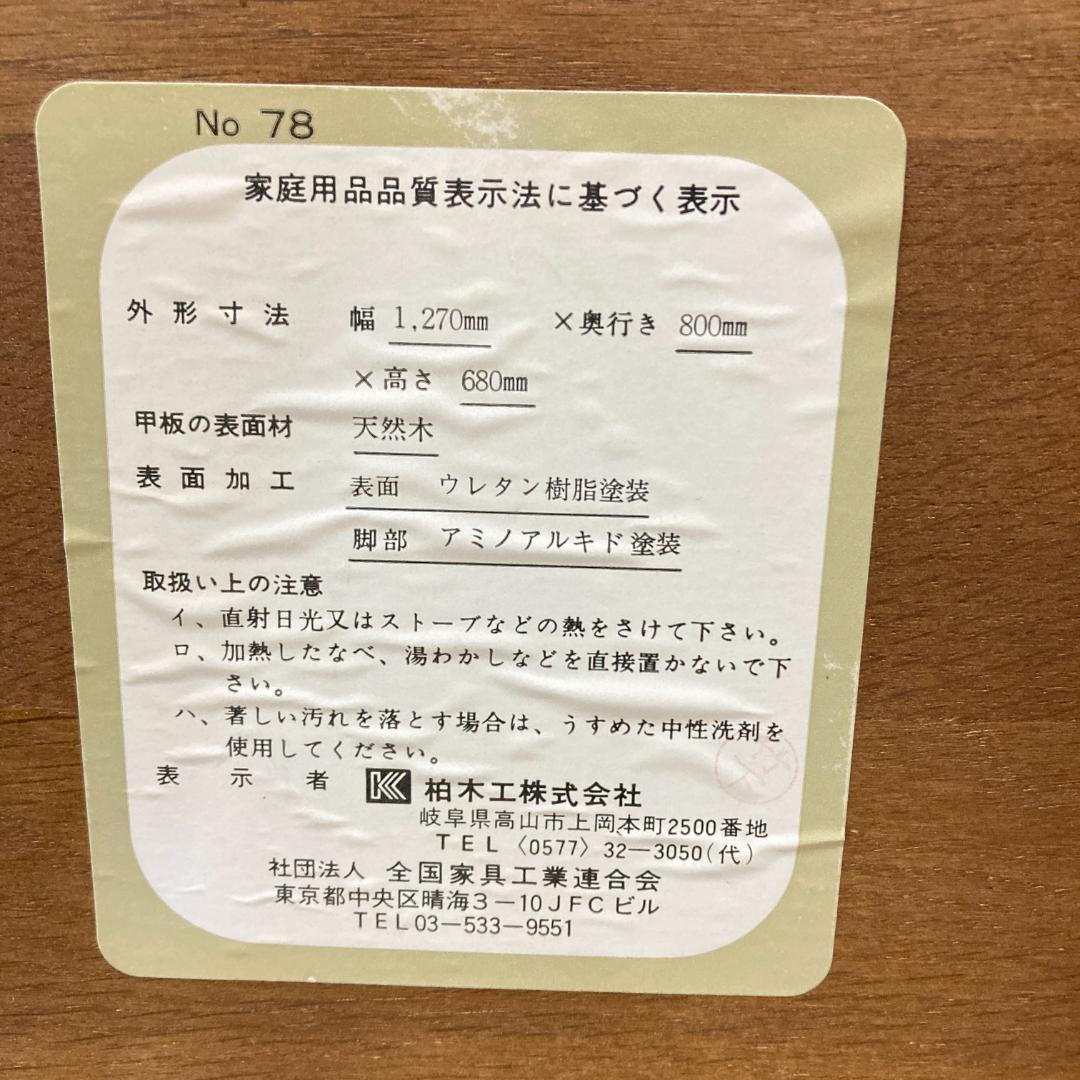 No 78
家庭用品品質表示法に基づく表示
外形寸法 幅 1,270mm ×奥行き 800mm
×高さ 680mm
甲板の表面材 天然木
表面加工 表面 ウレタン樹脂塗装
脚部 アミノアルキド塗装
取扱い上の注意
イ、直射日光又はストーブなどの熱をさけて下さい。
ロ、加熱したなべ、湯わかしなどを直接置かないで下
さい。
ハ、著しい汚れを落とす場合は、うすめた中性洗剤を
使用してください。
表示者 柏木工株式会社
岐阜県高山市上岡本町2500番地
TEL〈0577〉32―3050(代)
社団法人 全国家具工業連合会
東京都中央区晴海3―10JFCビル
TEL03―533―9551